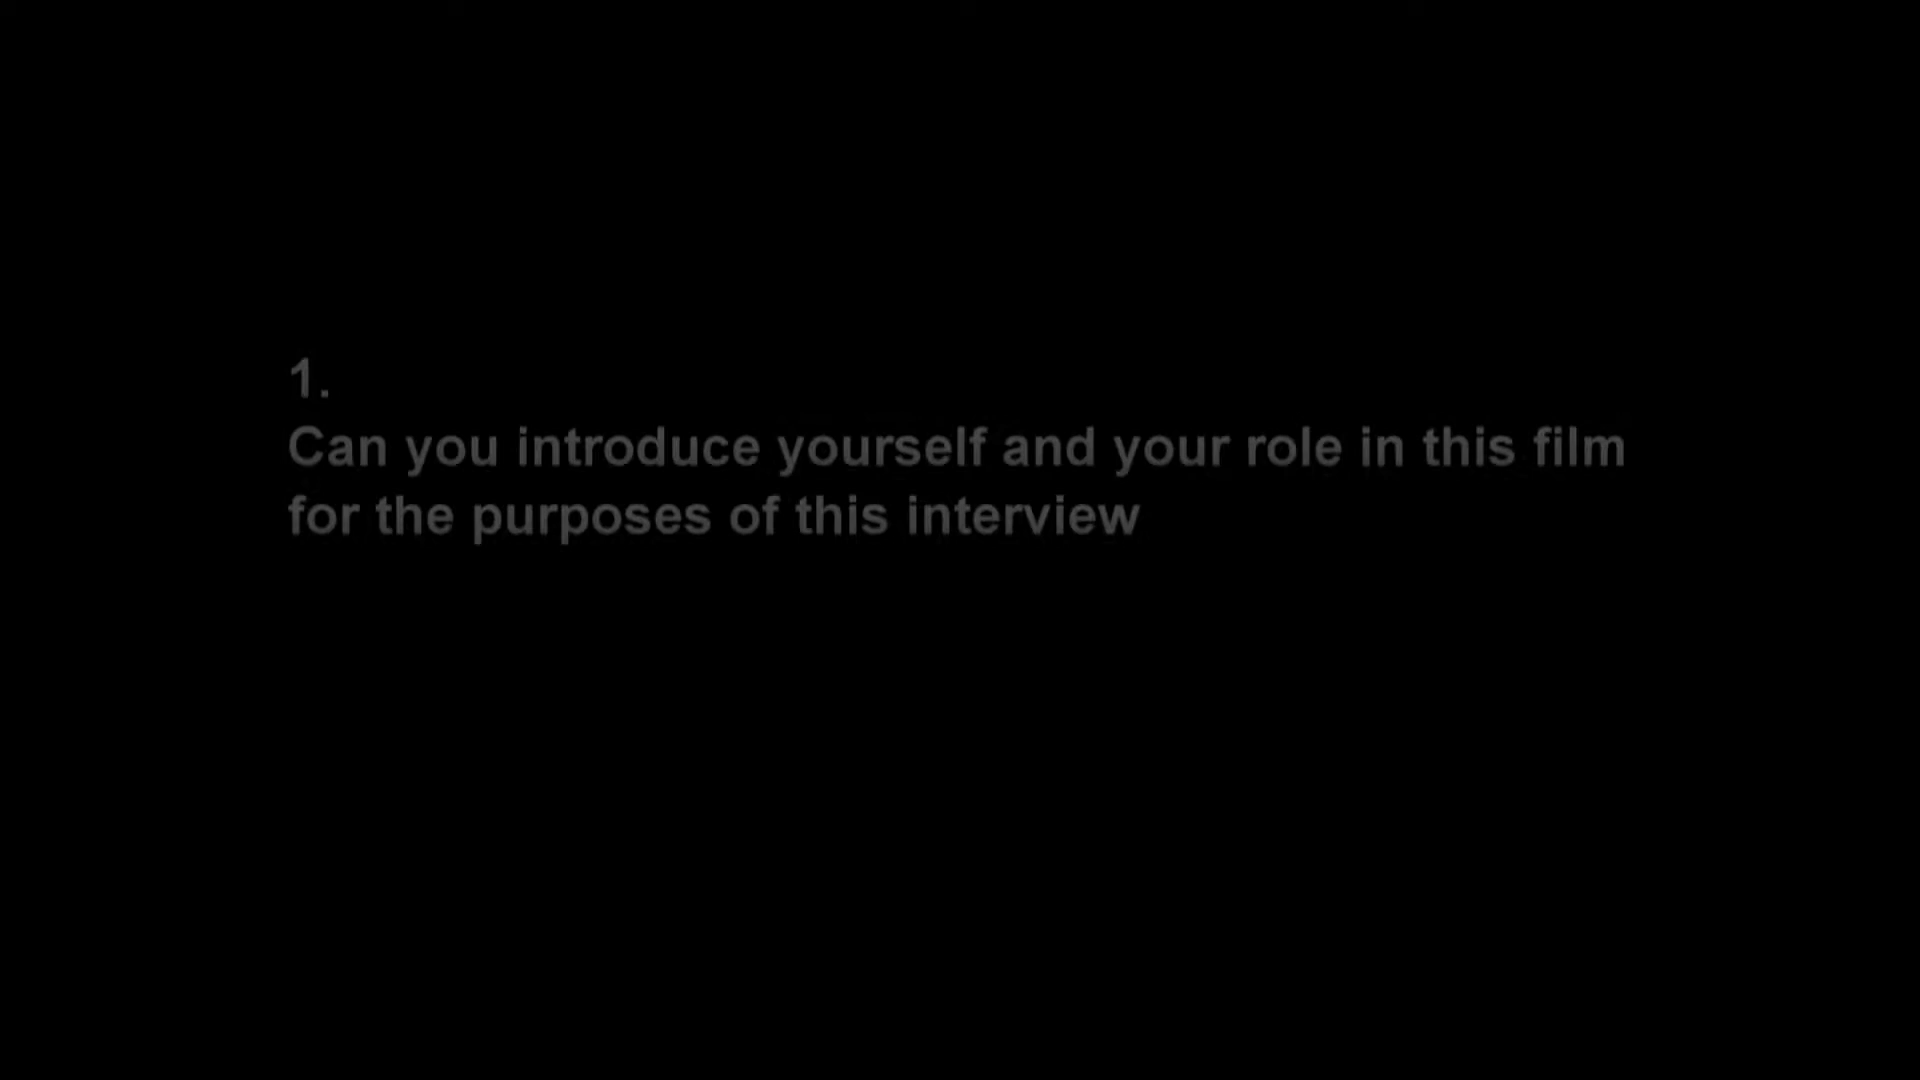 1.
Can you introduce yourself and your role in this film
for the purposes of this interview